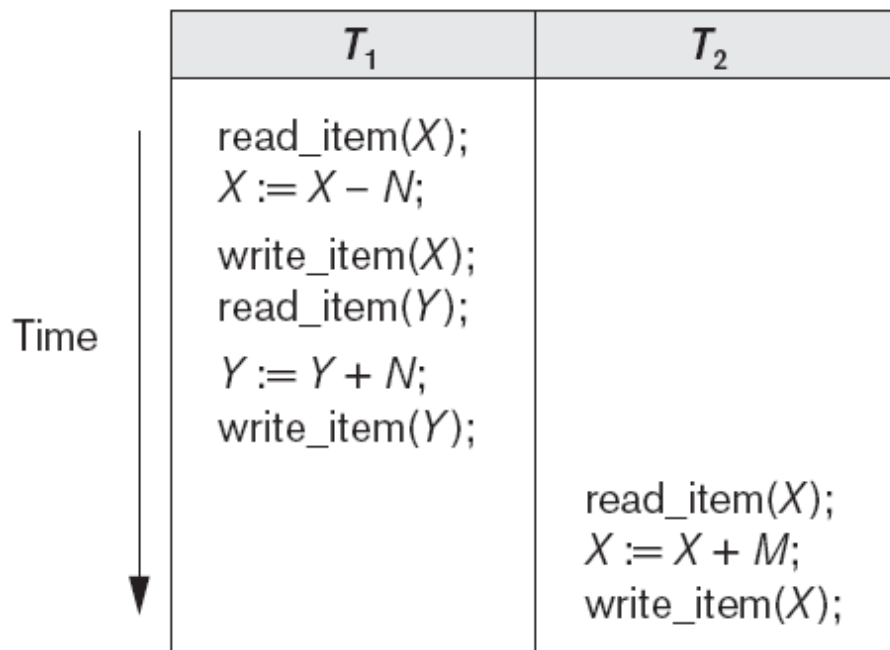 T₁ T₂
read_item(X);
X := X – N;
write_item(X);
read_item(Y);
Time
Y := Y + N;
write_item(Y);
read_item(X);
X := X + M;
write_item(X);